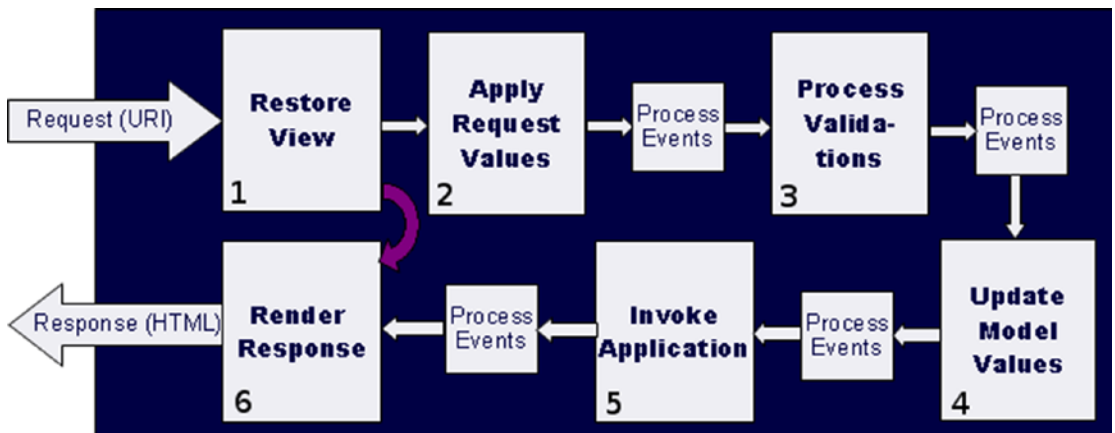 Request (URI)
Restore
View
1
Apply
Request
Values
2
Process
Events
Process
Valida-
tions
3
Process
Events
Update
Model
Values
4
Process
Events
Invoke
Application
5
Process
Events
Render
Response
6
Response (HTML)